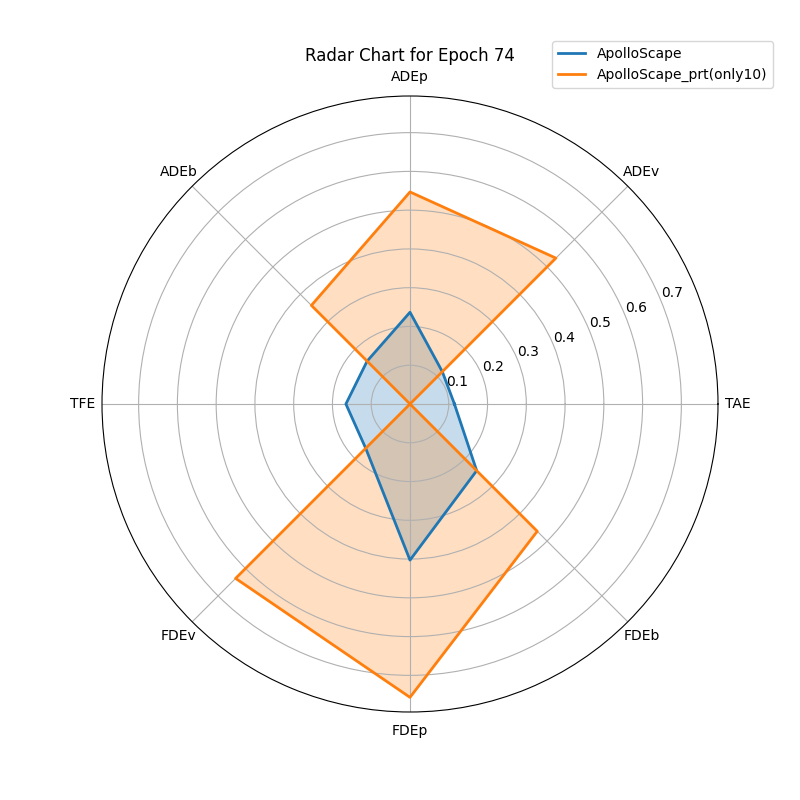 Radar Chart for Epoch 74
ApolloScape
ApolloScape_prt(only10)
ADEp
ADEb
ADEv
0.7
0.6
0.5
0.4
0.3
0.2
0.1
TFE
TAE
FDEv
FDEb
FDEp